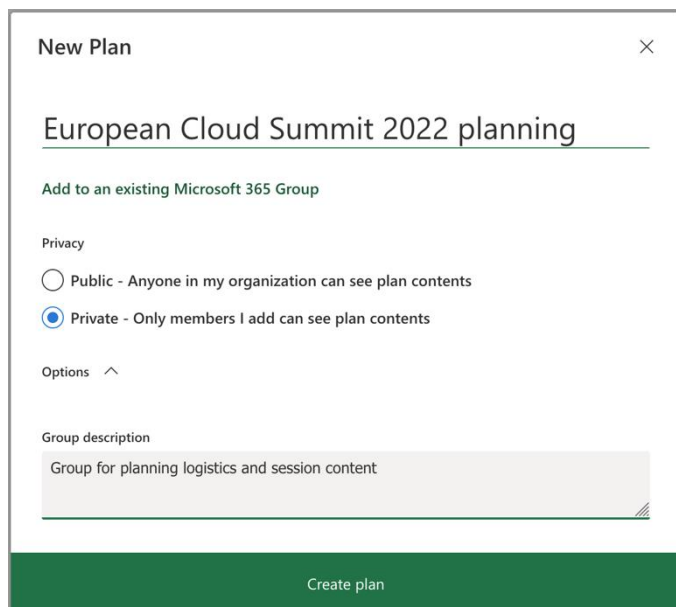 New Plan
European Cloud Summit 2022 planning
Add to an existing Microsoft 365 Group
Privacy
Public - Anyone in my organization can see plan contents
Private - Only members I add can see plan contents
Options
Group description
Group for planning logistics and session content
Create plan